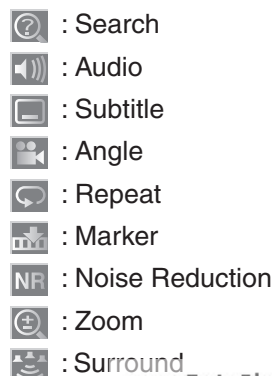 : Search
: Audio
: Subtitle
: Angle
: Repeat
: Marker
NR : Noise Reduction
: Zoom
: Surround